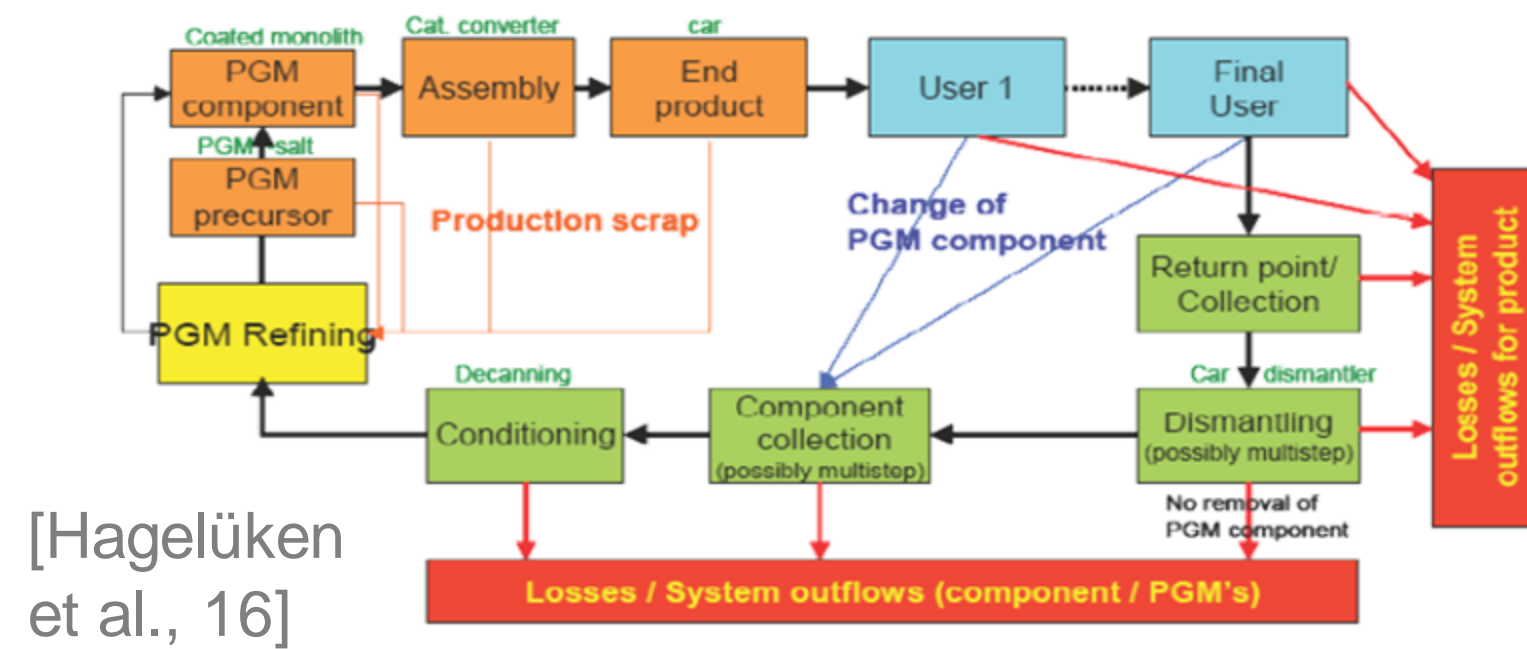 Coated monolith
Cat. converter
car
PGM
component
Assembly
End
product
User 1
Final
User
PGM salt
PGM
precursor
Production scrap
Change of
PGM component
Return point/
Collection
Losses / System
outflows for product
PGM Refining
Decanning
Car dismantler
Conditioning
Component
collection
(possibly multistep)
Dismantling
(possibly multistep)
No removal of
PGM component
Losses / System outflows (component / PGM's)
[Hagelüken
et al., 16]